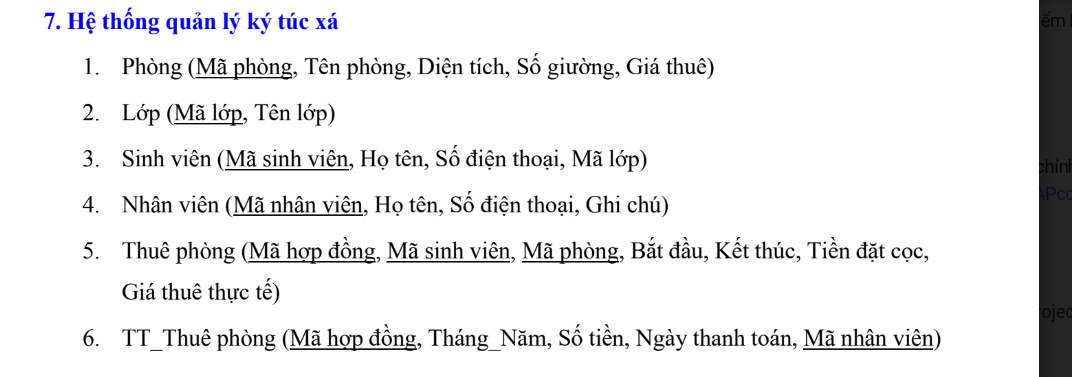 7. Hệ thống quản lý ký túc xá
1. Phòng (Mã phòng, Tên phòng, Diện tích, Số giường, Giá thuê)
2. Lớp (Mã lớp, Tên lớp)
3. Sinh viên (Mã sinh viên, Họ tên, Số điện thoại, Mã lớp)
4. Nhân viên (Mã nhân viên, Họ tên, Số điện thoại, Ghi chú)
5. Thuê phòng (Mã hợp đồng, Mã sinh viên, Mã phòng, Bắt đầu, Kết thúc, Tiền đặt cọc,
Giá thuê thực tế)
6. TT_Thuê phòng (Mã hợp đồng, Tháng_Năm, Số tiền, Ngày thanh toán, Mã nhân viên)